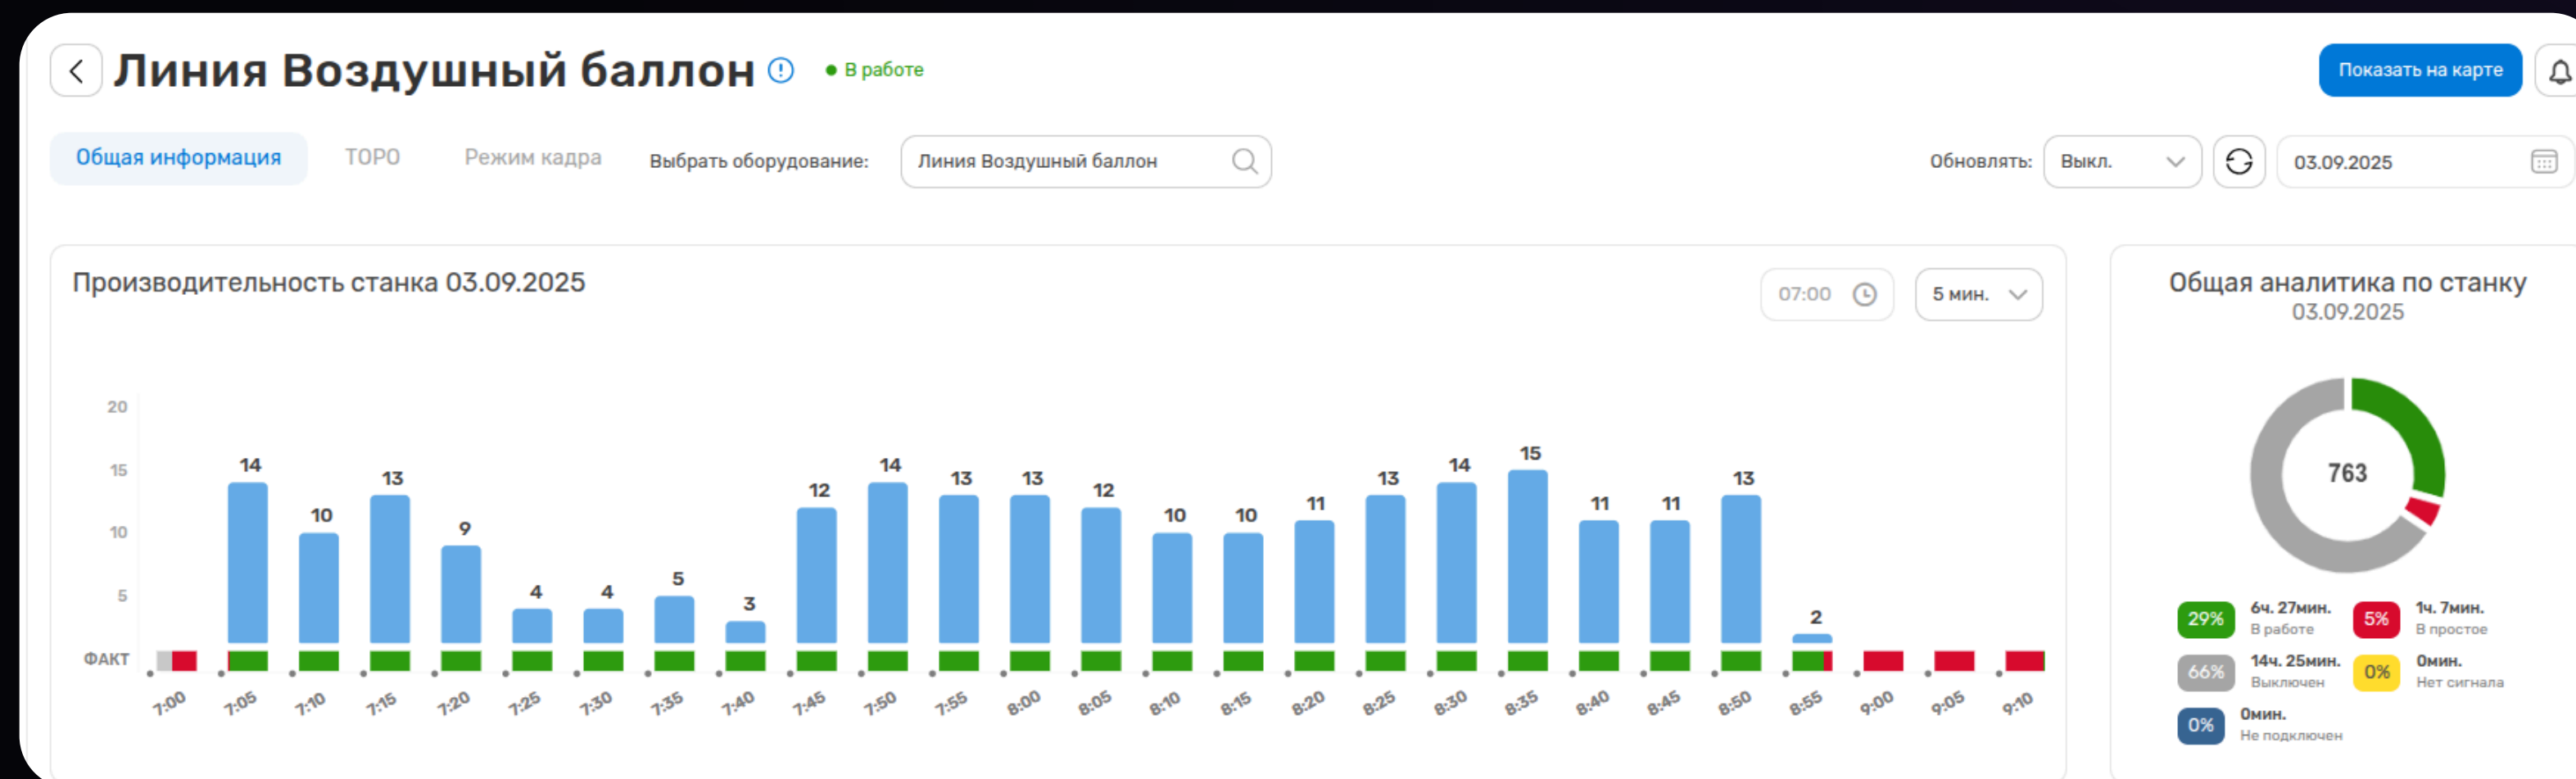 Линия Воздушный баллон
В работе
Показать на карте
Общая информация
ТОРО
Режим кадра
Выбрать оборудование:
Линия Воздушный баллон
Обновлять:
Выкл.
03.09.2025
Производительность станка 03.09.2025
07:00
5 мин.
20
15
10
5
ФАКТ
14
10
13
9
4
4
5
3
12
14
13
13
12
10
10
11
13
14
15
11
11
13
2
7:00
7:05
7:10
7:15
7:20
7:25
7:30
7:35
7:40
7:45
7:50
7:55
8:00
8:05
8:10
8:15
8:20
8:25
8:30
8:35
8:40
8:45
8:50
8:55
9:00
9:05
9:10
Общая аналитика по станку
03.09.2025
763
29%
6ч. 27мин.
В работе
5%
1ч. 7мин.
В простое
66%
14ч. 25мин.
Выключен
0%
0мин.
Нет сигнала
0%
0мин.
Не подключен